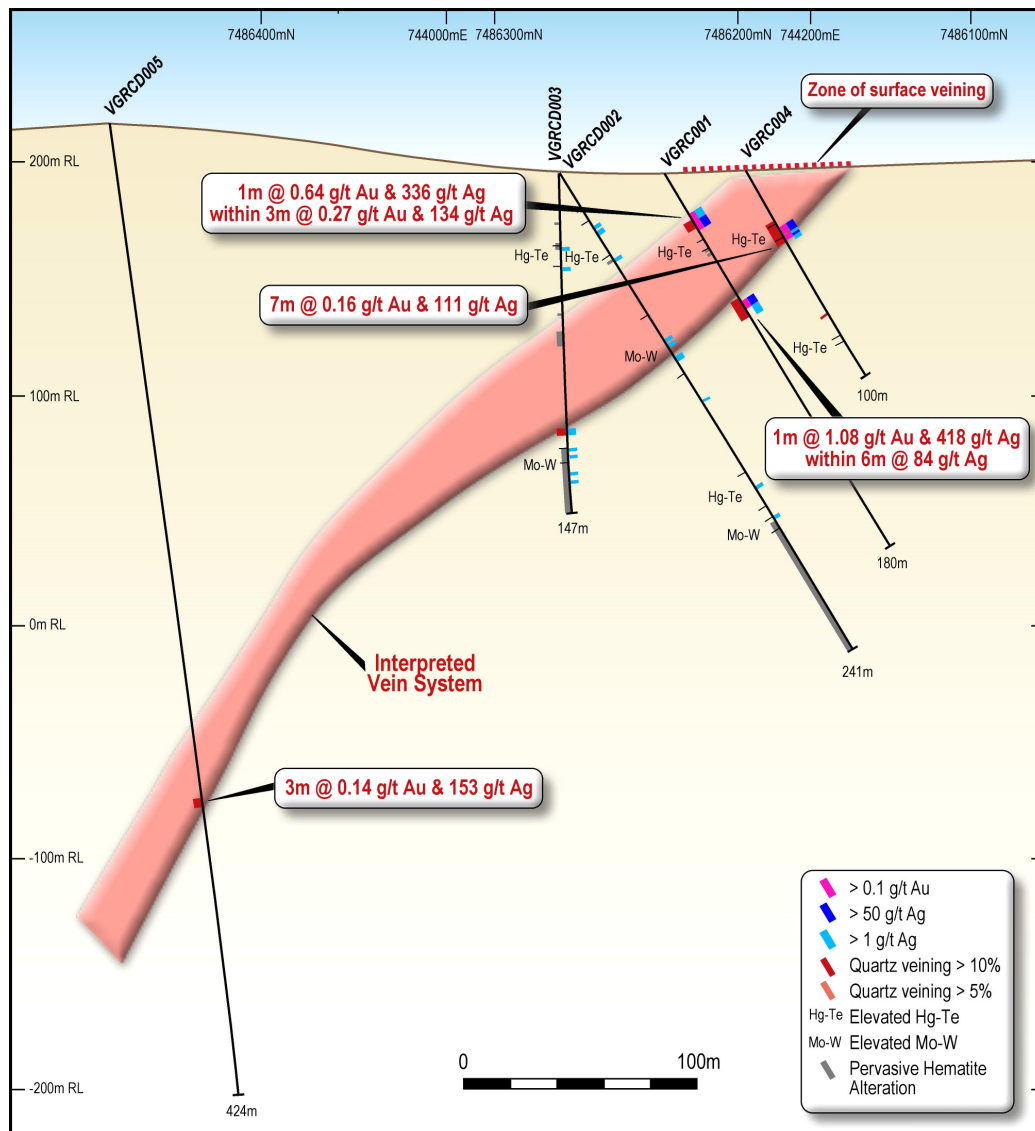 7486400mN
744000mE
7486300mN
7486200mN
744200mE
7486100mN
VGRCD005
VGRCD003
VGRCD002
VGRC001
VGRC004
Zone of surface veining
200m RL
1m @ 0.64 g/t Au & 336 g/t Ag
within 3m @ 0.27 g/t Au & 134 g/t Ag
Hg-Te
Hg-Te
Hg-Te
Hg-Te
7m @ 0.16 g/t Au & 111 g/t Ag
Mo-W
Hg-Te
100m RL
100m
1m @ 1.08 g/t Au & 418 g/t Ag
within 6m @ 84 g/t Ag
Mo-W
Hg-Te
147m
Mo-W
180m
0m RL
Interpreted
Vein System
241m
3m @ 0.14 g/t Au & 153 g/t Ag
-100m RL
> 0.1 g/t Au
> 50 g/t Ag
> 1 g/t Ag
Quartz veining > 10%
Quartz veining > 5%
Hg-Te Elevated Hg-Te
Mo-W Elevated Mo-W
Pervasive Hematite
Alteration
0
100m
-200m RL
424m